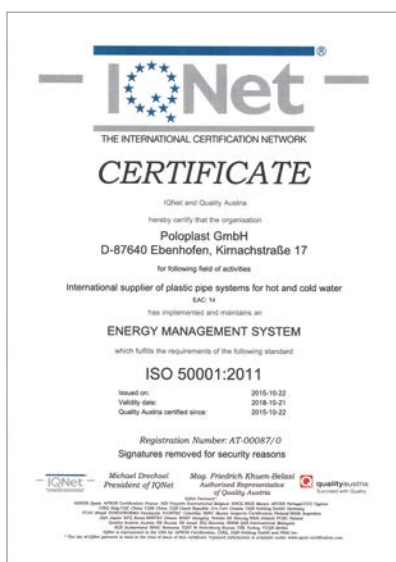 IQNet ®
THE INTERNATIONAL CERTIFICATION NETWORK
CERTIFICATE
IQNet and Quality Austria
hereby certify that the organisation
Poloplast GmbH
D-87640 Ebenhofen, Kirnachstraße 17
for following field of activities
International supplier of plastic pipe systems for hot and cold water
EAC: 14
has implemented and maintains an
ENERGY MANAGEMENT SYSTEM
which fulfills the requirements of the following standard
ISO 50001:2011
Issued on: 2015-10-22
Validity date: 2018-10-21
Quality Austria certified since: 2015-10-22
Registration Number: AT-00087/0
Signatures removed for security reasons
IQNet
Michael Drechsel
President of IQNet
Mag. Friedrich Khuen-Belasi
Authorised Representative
of Quality Austria
qualityaustria
Succeed with Quality
IQNet Partners*: